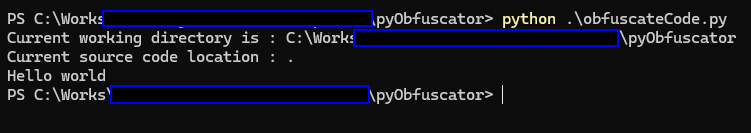 PS C:\Works \pyObfuscator> python .\obfuscateCode.py
Current working directory is : C:\Works \pyObfuscator
Current source code location : .
Hello world
PS C:\Works\ \pyObfuscator>